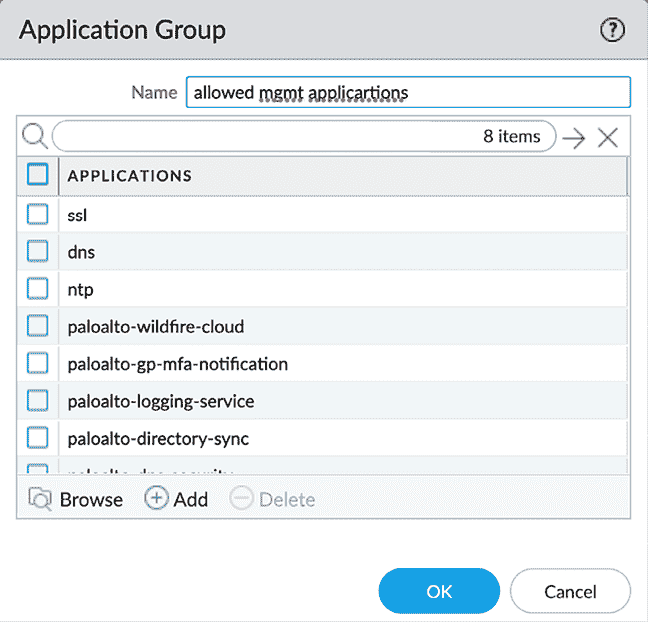 Application Group
Name allowed mgmt applicartions
8 items
APPLICATIONS
ssl
dns
ntp
paloalto-wildfire-cloud
paloalto-gp-mfa-notification
paloalto-logging-service
paloalto-directory-sync
Browse Add Delete
OK Cancel